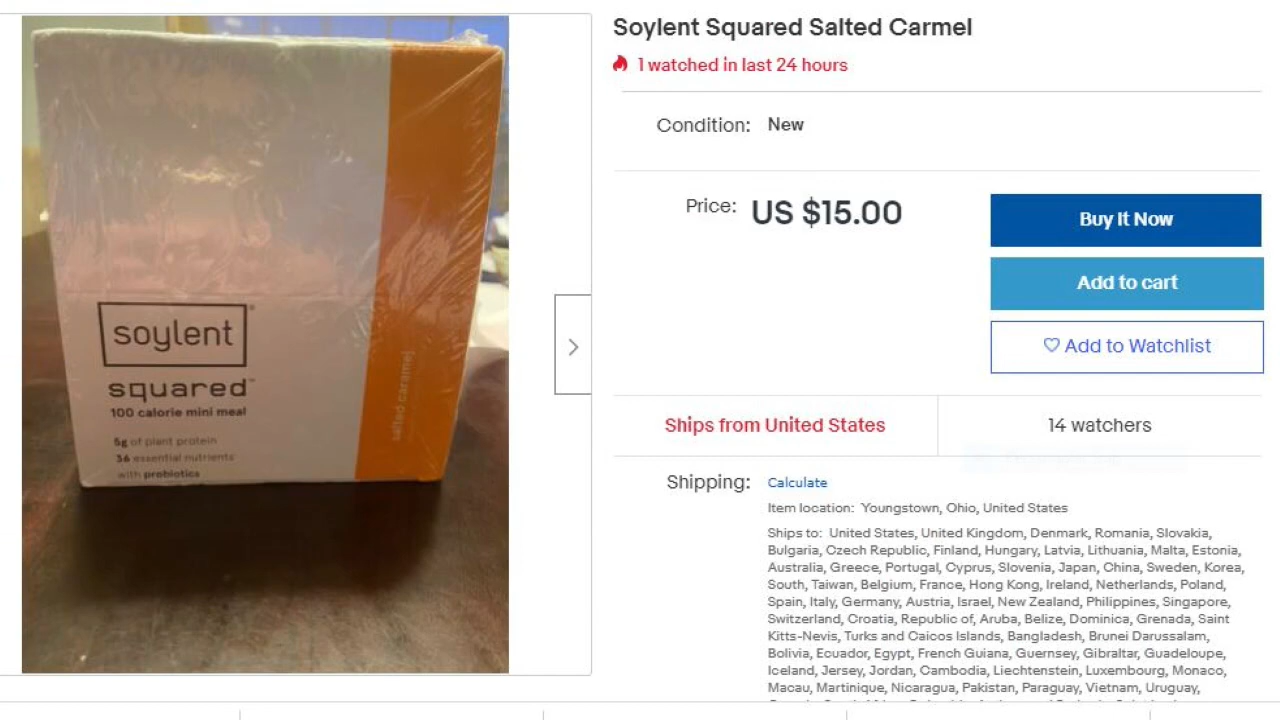 soylent
squared™
100 calorie mini meal
5g of plant protein
36 essential nutrients
with probiotics
salted caramel
Soylent Squared Salted Carmel
1 watched in last 24 hours
Condition: New
Price: US $15.00
Buy It Now
Add to cart
Add to Watchlist
Ships from United States
14 watchers
Shipping: Calculate
Item location: Youngstown, Ohio, United States
Ships to: United States, United Kingdom, Denmark, Romania, Slovakia,
Bulgaria, Czech Republic, Finland, Hungary, Latvia, Lithuania, Malta, Estonia,
Australia, Greece, Portugal, Cyprus, Slovenia, Japan, China, Sweden, Korea,
South, Taiwan, Belgium, France, Hong Kong, Ireland, Netherlands, Poland,
Spain, Italy, Germany, Austria, Israel, New Zealand, Philippines, Singapore,
Switzerland, Croatia, Republic of, Aruba, Belize, Dominica, Grenada, Saint
Kitts-Nevis, Turks and Caicos Islands, Bangladesh, Brunei Darussalam,
Bolivia, Ecuador, Egypt, French Guiana, Guernsey, Gibraltar, Guadeloupe,
Iceland, Jersey, Jordan, Cambodia, Liechtenstein, Luxembourg, Monaco,
Macau, Martinique, Nicaragua, Pakistan, Paraguay, Vietnam, Uruguay,